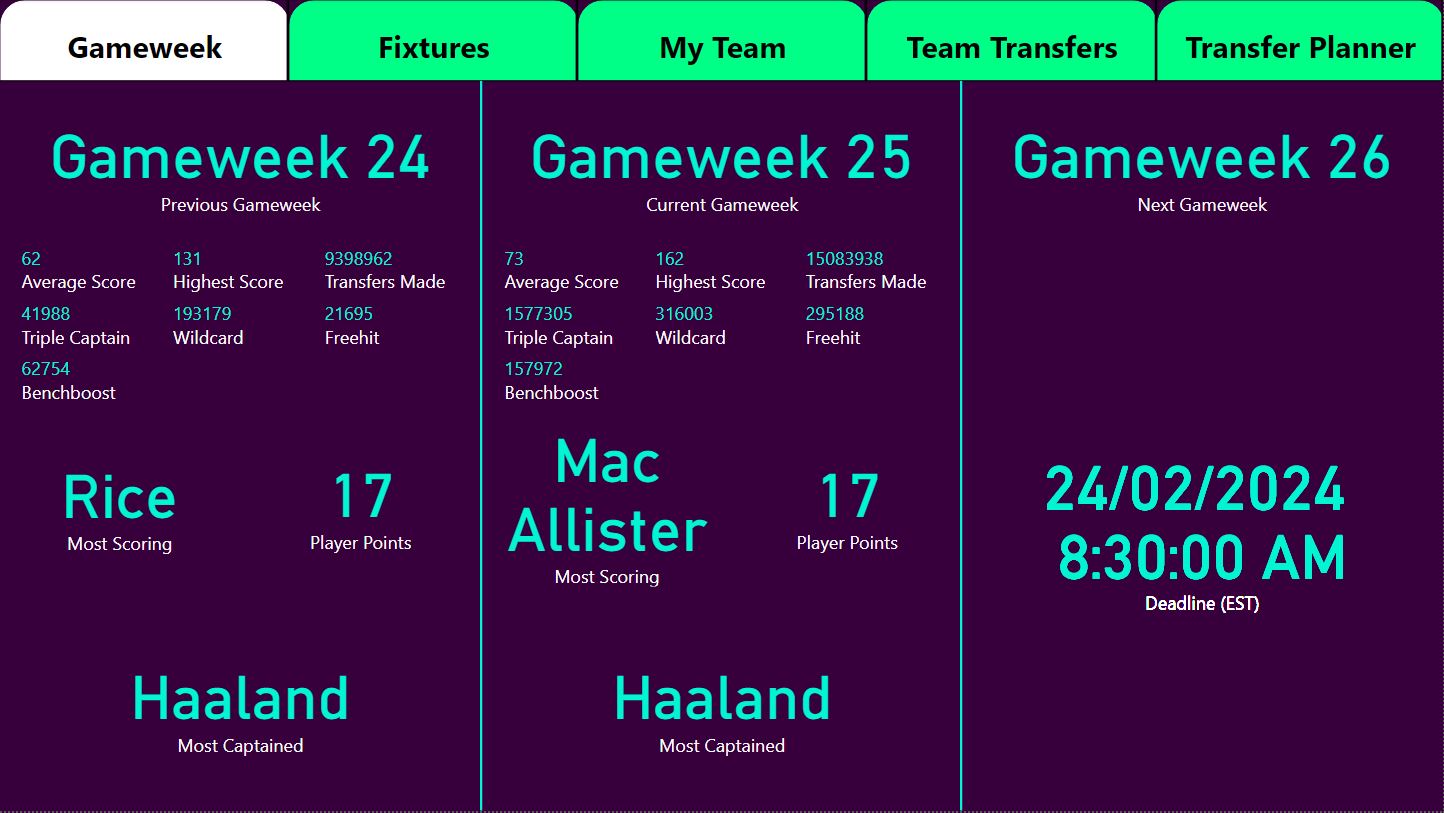 Gameweek
Fixtures
My Team
Team Transfers
Transfer Planner
Gameweek 24
Previous Gameweek
62 131 9398962
Average Score Highest Score Transfers Made
41988 193179 21695
Triple Captain Wildcard Freehit
62754
Benchboost
Rice 17
Most Scoring Player Points
Haaland
Most Captained
Gameweek 25
Current Gameweek
73 162 15083938
Average Score Highest Score Transfers Made
1577305 316003 295188
Triple Captain Wildcard Freehit
157972
Benchboost
Mac
Allister
Most Scoring
17
Player Points
Haaland
Most Captained
Gameweek 26
Next Gameweek
24/02/2024
8:30:00 AM
Deadline (EST)